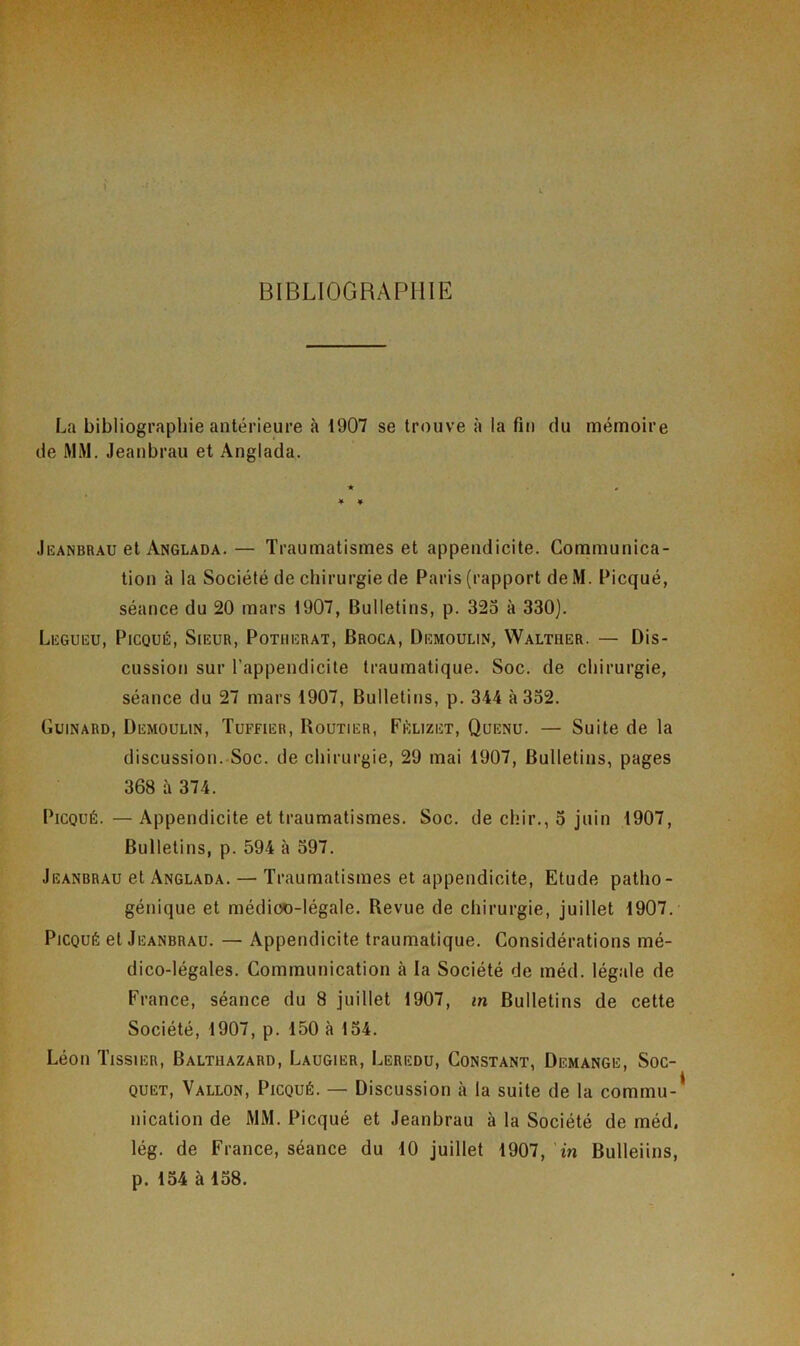 BIBLIOGRAPHIE
La bibliographie antérieure à 1907 se trouve à la fin du mémoire
de MM. Jeanbrau et Anglada.
*
* *
Jeanbrau et Anglada. — Traumatismes et appendicite. Communica-
tion à la Société de chirurgie de Paris (rapport de M. Picqué,
séance du 20 mars 1907, Bulletins, p. 325 à 330).
Legueu, Picqué, Sieur, Potherat, Broca, Demoulin, Walther. — Dis-
cussion sur l'appendicite traumatique. Soc. de chirurgie,
séance du 27 mars 1907, Bulletins, p. 344 à 352.
Guinard, Demoulin, Tuffier, Routier, Félizet, Quenu. — Suite de la
discussion. Soc. de chirurgie, 29 mai 1907, Bulletins, pages
368 à 374.
Picqué. — Appendicite et traumatismes. Soc. de chir., 5 juin 1907,
Bulletins, p. 594 à 597.
Jeanbrau et Anglada. — Traumatismes et appendicite, Etude patho-
génique et médico-légale. Revue de chirurgie, juillet 1907.
Picqué et Jeanbrau. — Appendicite traumatique. Considérations mé-
dico-légales. Communication à la Société de méd. légale de
France, séance du 8 juillet 1907, in Bulletins de cette
Société, 1907, p. 150 à 154.
Léon Tissier, Balthazard, Laugier, Leredu, Constant, Demange, Soc-
quet, Vallon, Picqué. — Discussion à la suite de la commu-
nication de MM. Picqué et Jeanbrau à la Société de méd.
lég. de France, séance du 10 juillet 1907, in Bulleiins,
p. 154 à 158.